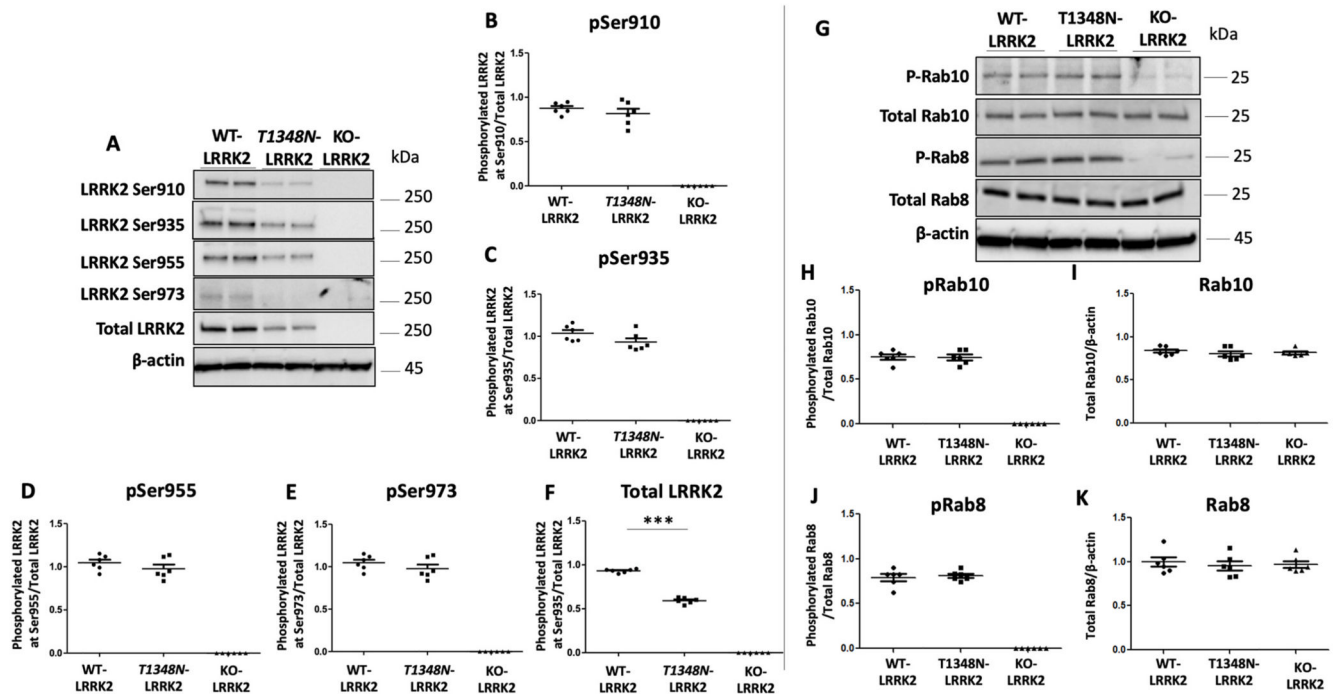 A
WT-
LRRK2
T1348N-
LRRK2
KO-
LRRK2
kDa
LRRK2 Ser910
250
LRRK2 Ser935
250
LRRK2 Ser955
250
LRRK2 Ser973
250
Total LRRK2
250
β-actin
45
B
pSer910
Phosphorylated LRRK2
at Ser910/Total LRRK2
1.5
1.0
0.5
0.0
WT-
LRRK2
T1348N-
LRRK2
KO-
LRRK2
C
pSer935
Phosphorylated LRRK2
at Ser935/Total LRRK2
1.5
1.0
0.5
0.0
WT-
LRRK2
T1348N-
LRRK2
KO-
LRRK2
D
pSer955
Phosphorylated LRRK2
at Ser955/Total LRRK2
1.5
1.0
0.5
0.0
WT-
LRRK2
T1348N-
LRRK2
KO-
LRRK2
E
pSer973
Phosphorylated LRRK2
at Ser973/Total LRRK2
1.5
1.0
0.5
0.0
WT-
LRRK2
T1348N-
LRRK2
KO-
LRRK2
F
Total LRRK2
Phosphorylated LRRK2
at Ser935/Total LRRK2
1.5
1.0
0.5
0.0
***
WT-
LRRK2
T1348N-
LRRK2
KO-
LRRK2
G
WT-
LRRK2
T1348N-
LRRK2
KO-
LRRK2
kDa
P-Rab10
25
Total Rab10
25
P-Rab8
25
Total Rab8
25
β-actin
45
H
pRab10
Phosphorylated Rab10
/Total Rab10
1.5
1.0
0.5
0.0
WT-
LRRK2
T1348N-
LRRK2
KO-
LRRK2
I
Rab10
Total Rab10/β-actin
1.5
1.0
0.5
0.0
WT-
LRRK2
T1348N-
LRRK2
KO-
LRRK2
J
pRab8
Phosphorylated Rab8
/Total Rab8
1.5
1.0
0.5
0.0
WT-
LRRK2
T1348N-
LRRK2
KO-
LRRK2
K
Rab8
Total Rab8/β-actin
1.5
1.0
0.5
0.0
WT-
LRRK2
T1348N-
LRRK2
KO-
LRRK2